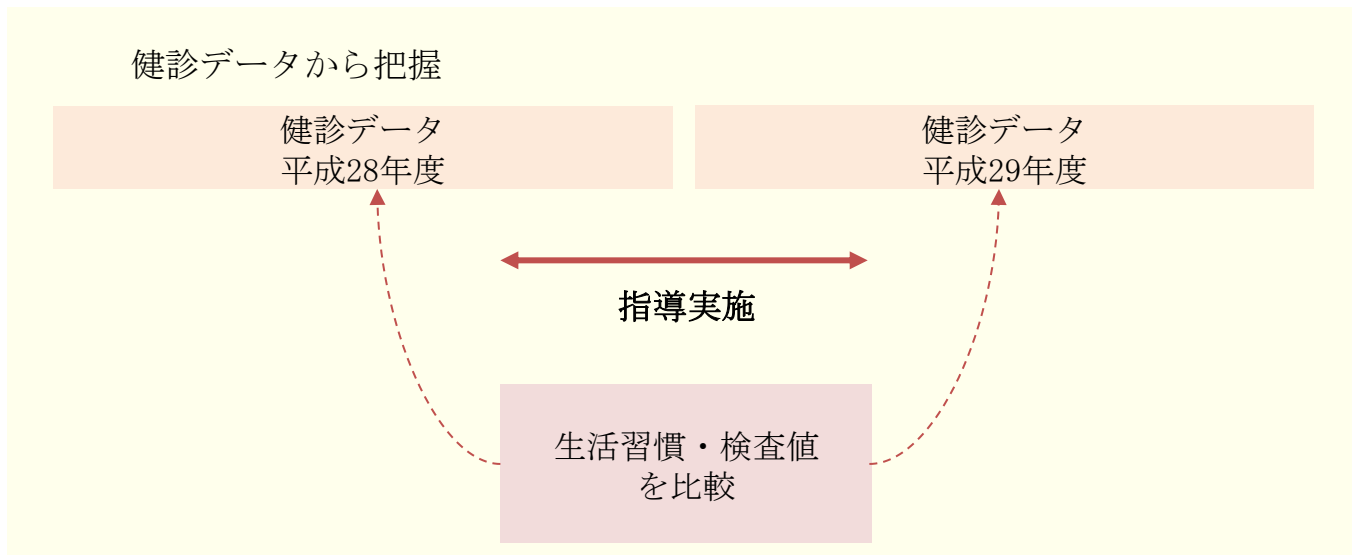 健診データから把握
健診データ
平成28年度
健診データ
平成29年度
指導実施
生活習慣・検査値
を比較